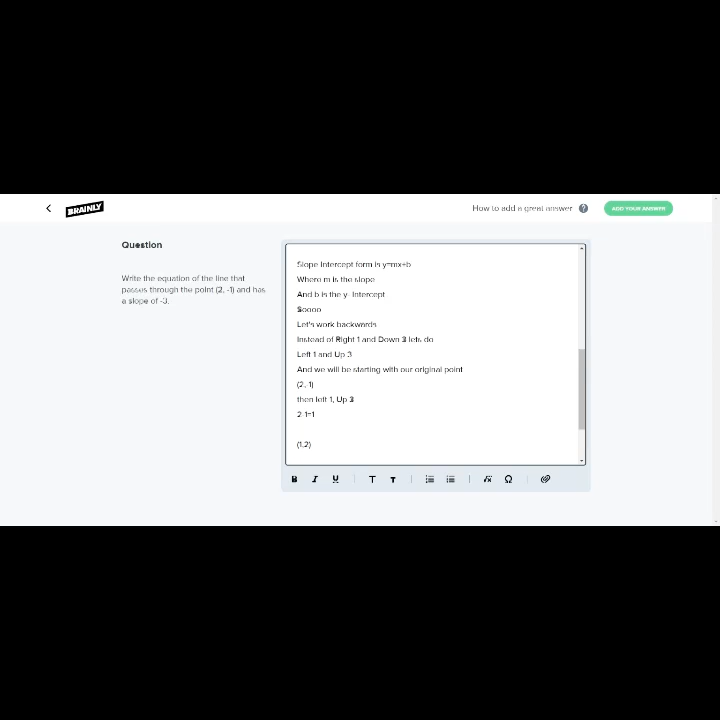 BRAINLY
How to add a great answer ?
ADD YOUR ANSWER
Question
Write the equation of the line that
passes through the point (2, -1) and has
a slope of -3.
Slope Intercept form is y=mx+b
Where m is the slope
And b is the y- Intercept
Soooo
Let's work backwards
Instead of Right 1 and Down 3 lets do
Left 1 and Up 3
And we will be starting with our original point
(2,-1)
then left 1, Up 3
2-1=1
(1,2)
B I U T T √x Ω